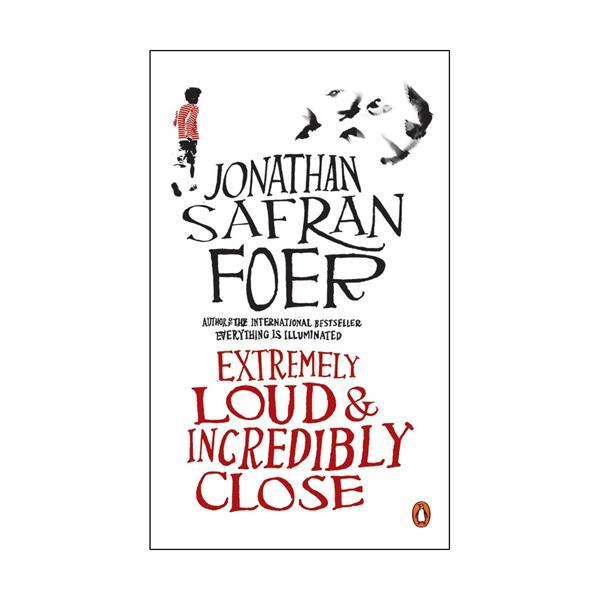 JONATHAN
SAFRAN
FOER
AUTHOR OF THE INTERNATIONAL BESTSELLER
EVERYTHING IS ILLUMINATED
EXTREMELY
LOUD &
INCREDIBLY
CLOSE